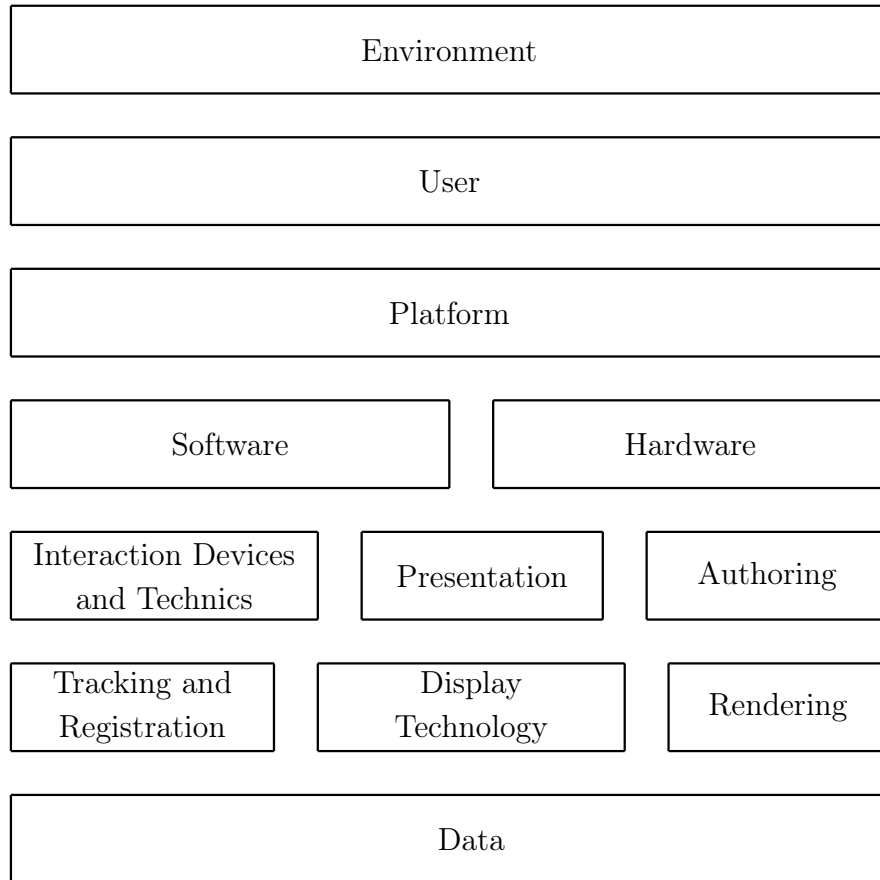 Environment
User
Platform
Software
Hardware
Interaction Devices
and Technics
Presentation
Authoring
Tracking and
Registration
Display
Technology
Rendering
Data